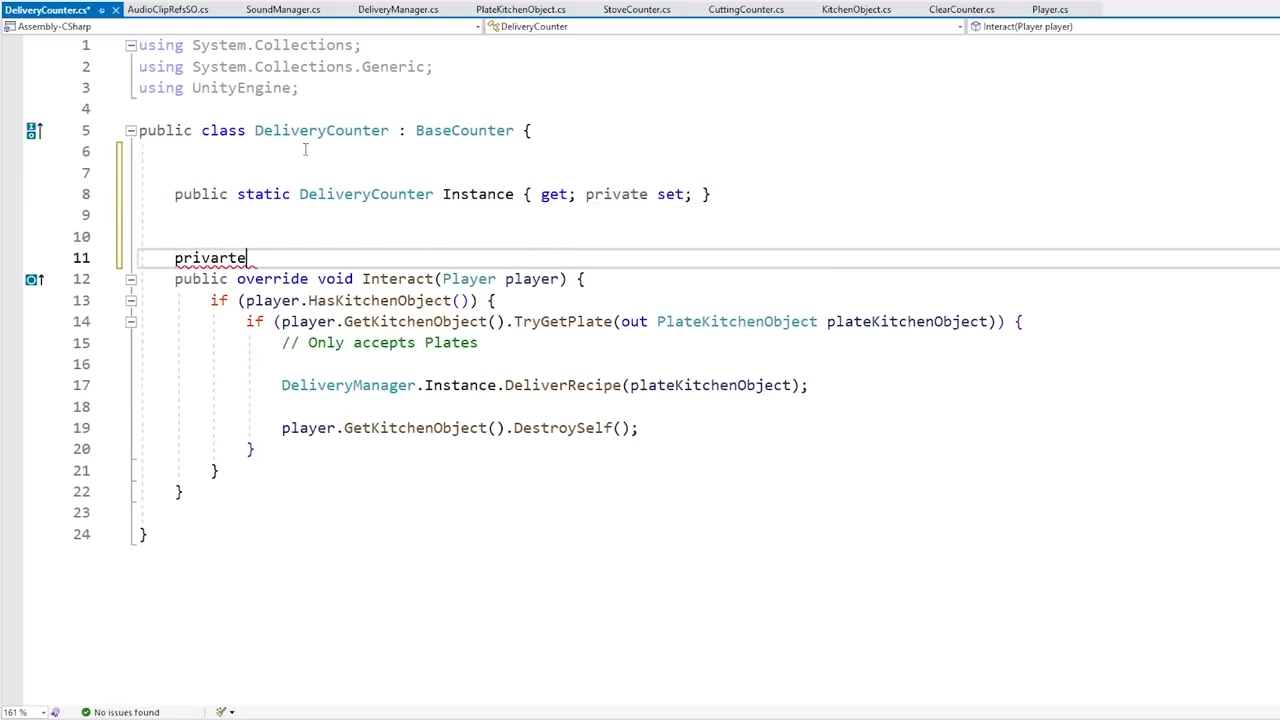 DeliveryCounter.cs* AudioClipRefsSO.cs SoundManager.cs DeliveryManager.cs PlateKitchenObject.cs StoveCounter.cs CuttingCounter.cs KitchenObject.cs ClearCounter.cs Player.cs
Assembly-CSharp DeliveryCounter Interact(Player player)
1 using System.Collections;
2 using System.Collections.Generic;
3 using UnityEngine;
4
5 public class DeliveryCounter : BaseCounter {
6
7
8 public static DeliveryCounter Instance { get; private set; }
9
10
11 privarte
12 public override void Interact(Player player) {
13 if (player.HasKitchenObject()) {
14 if (player.GetKitchenObject().TryGetPlate(out PlateKitchenObject plateKitchenObject)) {
15 // Only accepts Plates
16
17 DeliveryManager.Instance.DeliverRecipe(plateKitchenObject);
18
19 player.GetKitchenObject().DestroySelf();
20 }
21 }
22 }
23
24 }
161 % No issues found